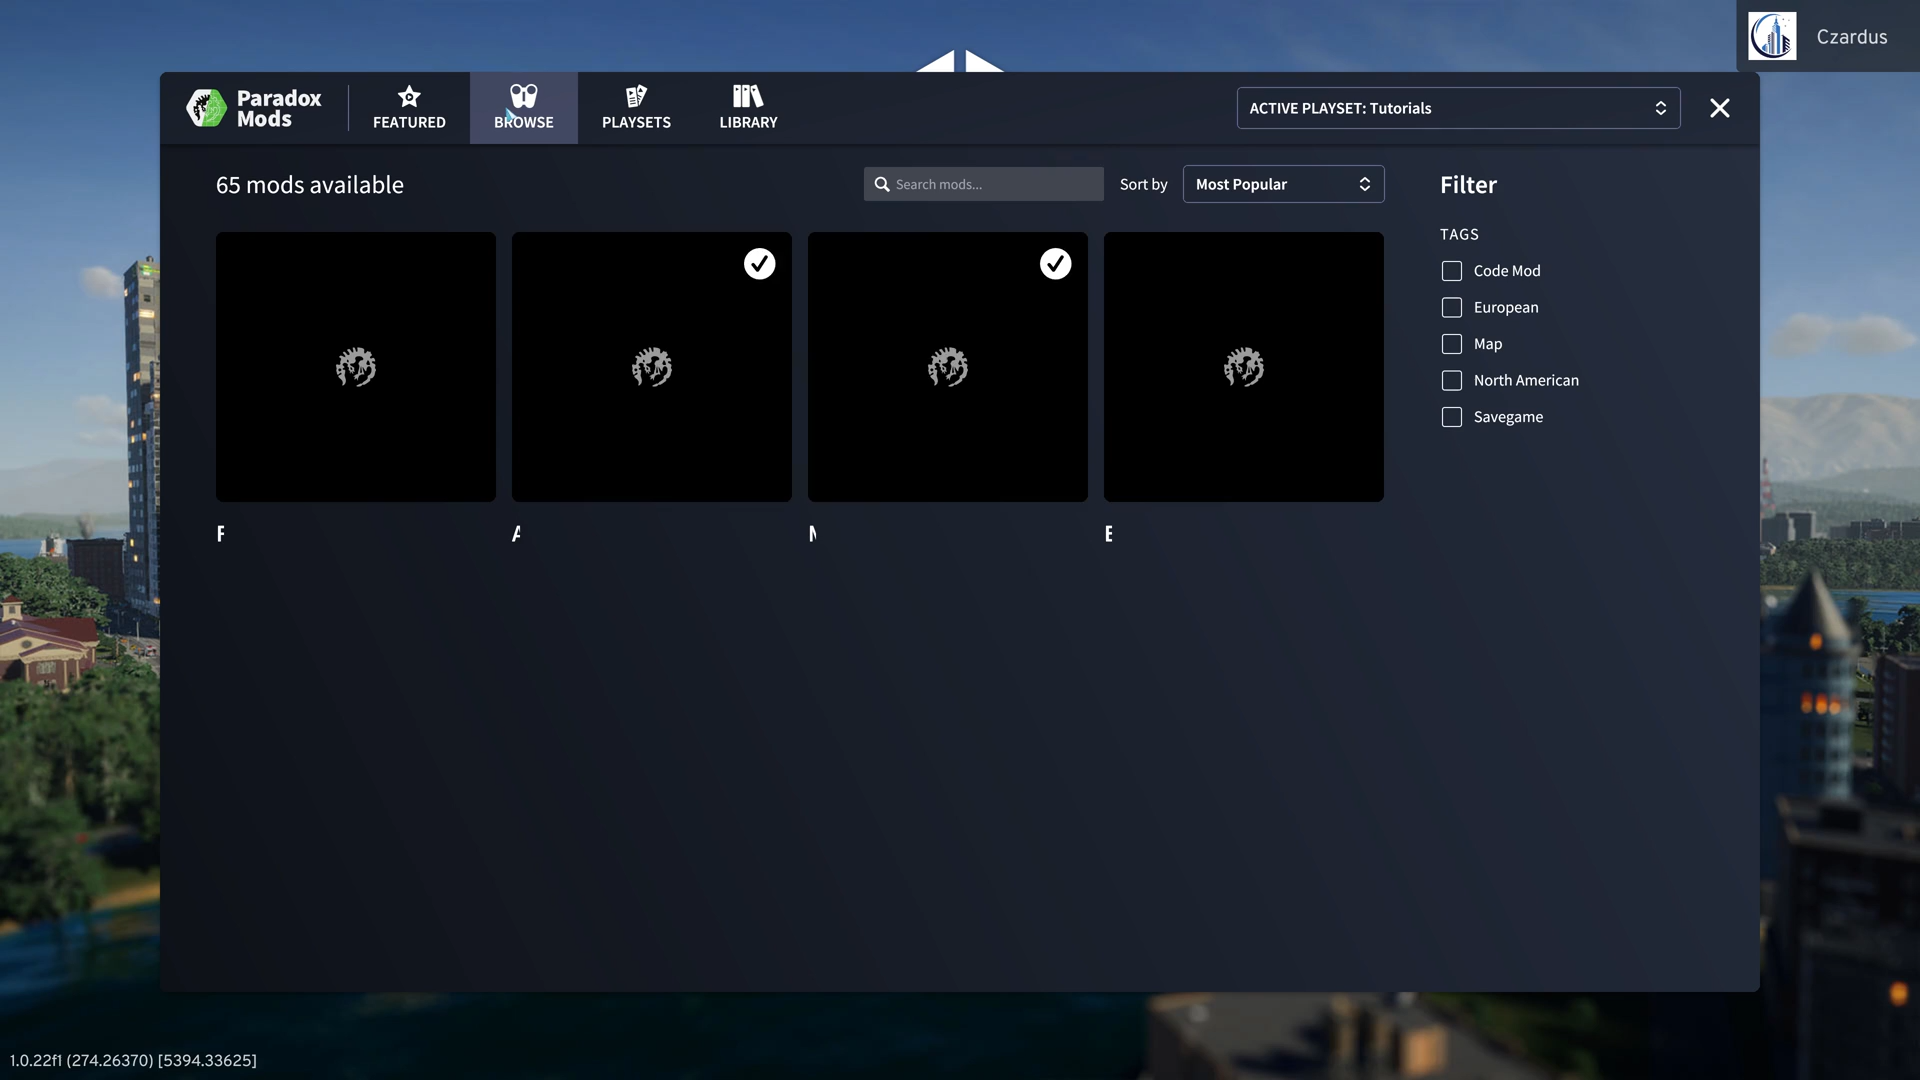 Czardus
Paradox
Mods
FEATURED
BROWSE
PLAYSETS
LIBRARY
ACTIVE PLAYSET: Tutorials
65 mods available
Search mods...
Sort by
Most Popular
Filter
TAGS
Code Mod
European
Map
North American
Savegame
1.0.22f1 (274.26370) [5394.33625]